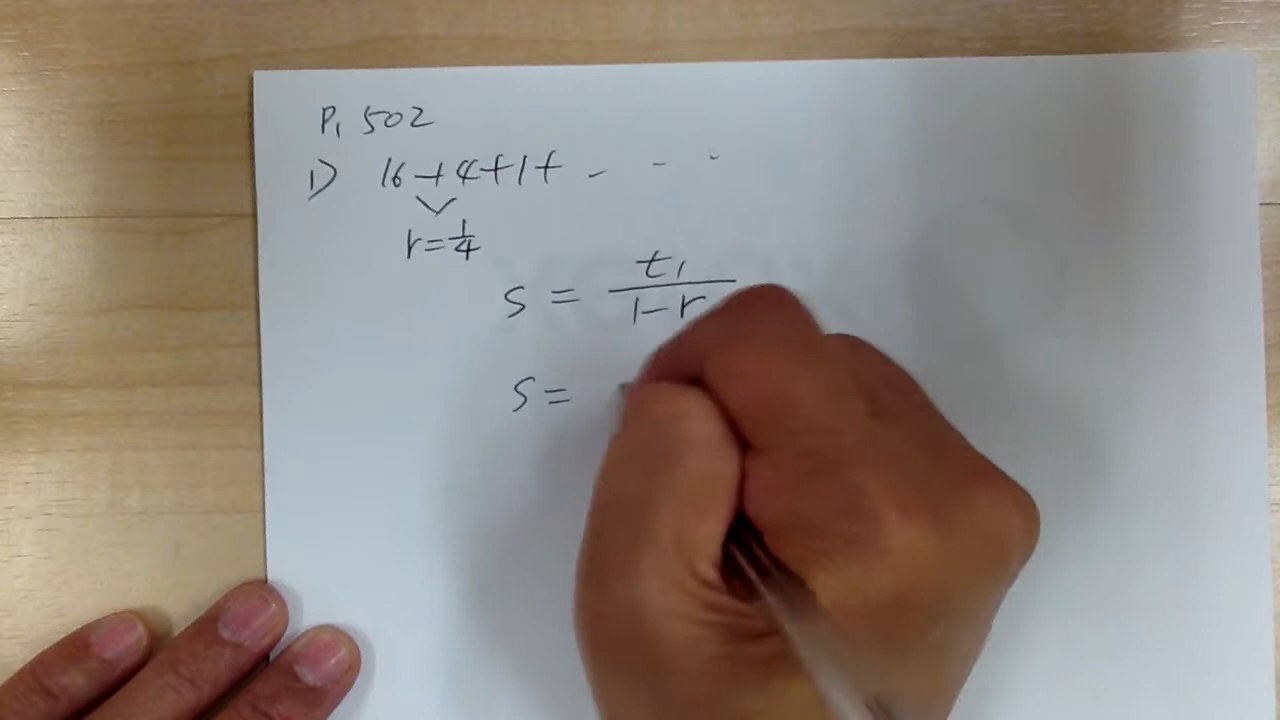 P, 502
1) 16+4+1+ - - -
r=1/4
S = t1/1-r
S =